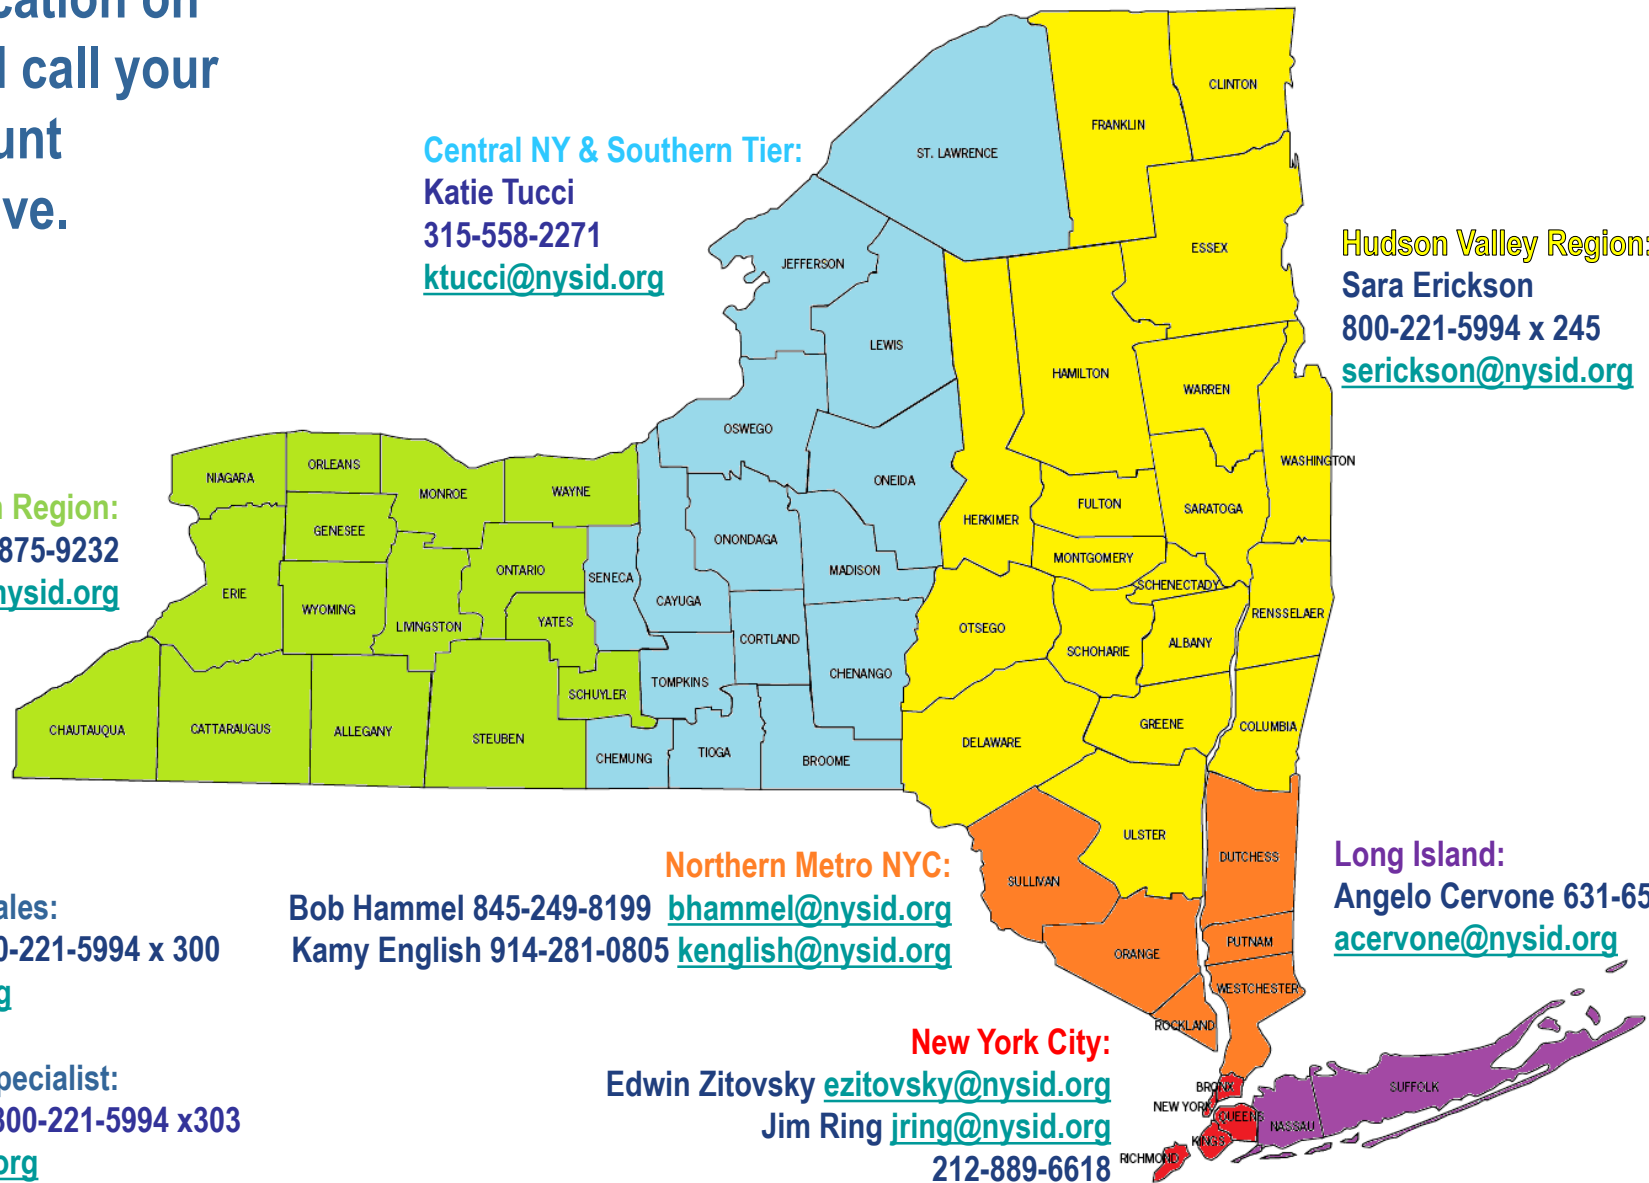 call your
Central NY & Southern Tier:
Katie Tucci
315-558-2271
ktucci@nysid.org
Hudson Valley Region:
Sara Erickson
800-221-5994 x 245
serickson@nysid.org
Region:
875-9232
nysid.org
Northern Metro NYC:
Bob Hammel 845-249-8199 bhammel@nysid.org
Kamy English 914-281-0805 kenglish@nysid.org
Long Island:
Angelo Cervone 631-65
acervone@nysid.org
0-221-5994 x 300
New York City:
Edwin Zitovsky ezitovsky@nysid.org
Jim Ring jring@nysid.org
212-889-6618
800-221-5994 x303
org
CLINTON
FRANKLIN
ST. LAWRENCE
ESSEX
JEFFERSON
LEWIS
HAMILTON
WARREN
OSWEGO
WASHINGTON
ONEIDA
HERKIMER
FULTON
SARATOGA
NIAGARA
ORLEANS
MONROE
WAYNE
GENESEE
ONONDAGA
MADISON
MONTGOMERY
SCHENECTADY
ERIE
WYOMING
LIVINGSTON
ONTARIO
YATES
SENECA
CAYUGA
CORTLAND
CHENANGO
OTSEGO
SCHOHARIE
ALBANY
RENSSELAER
SCHUYLER
TOMPKINS
CHAUTAUQUA
CATTARAUGUS
ALLEGANY
STEUBEN
CHEMUNG
TIOGA
BROOME
DELAWARE
GREENE
COLUMBIA
ULSTER
SULLIVAN
DUTCHESS
ORANGE
PUTNAM
WESTCHESTER
ROCKLAND
BRONX
NEW YORK
QUEENS
KINGS
RICHMOND
NASSAU
SUFFOLK